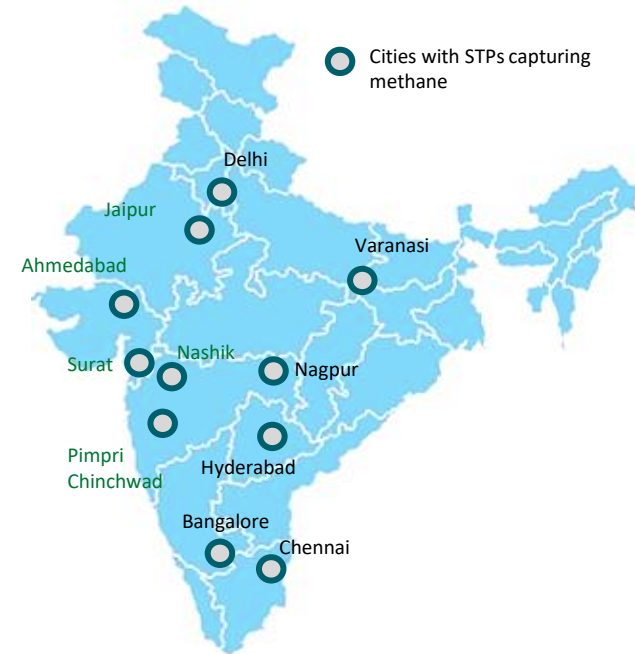 Cities with STPs capturing
methane
Delhi
Jaipur
Varanasi
Ahmedabad
Nashik
Surat
Nagpur
Pimpri
Chinchwad
Hyderabad
Bangalore
Chennai